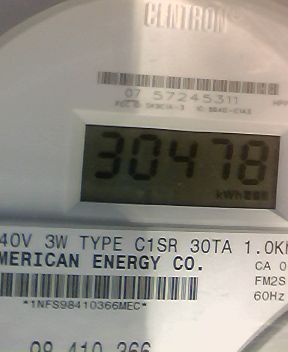 CENTRON
07 57245311
30478
kWh
40V 3W TYPE C1SR 30TA 1.0K
MERICAN ENERGY CO.
CA 0
FM2S
60Hz
*1NFS98410366MEC*
98 410 366